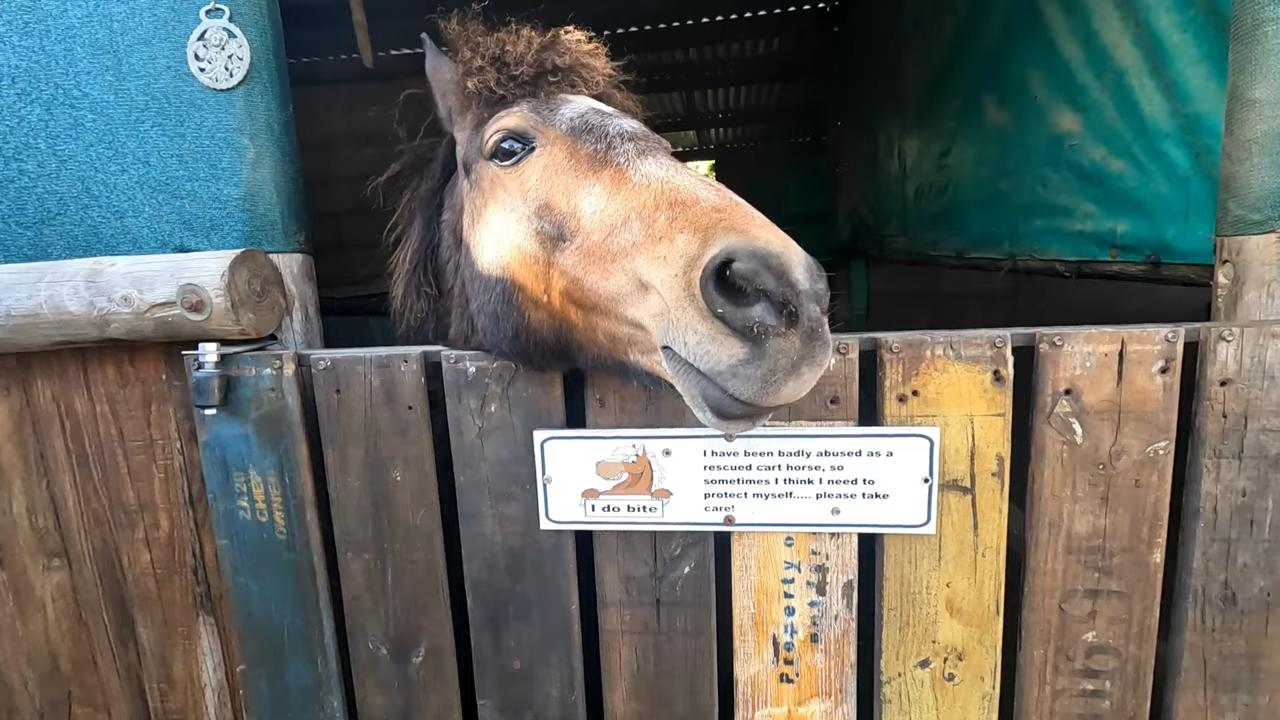 I have been badly abused as a
rescued cart horse, so
sometimes I think I need to
protect myself..... please take
care!
I do bite
CHEF
Property o